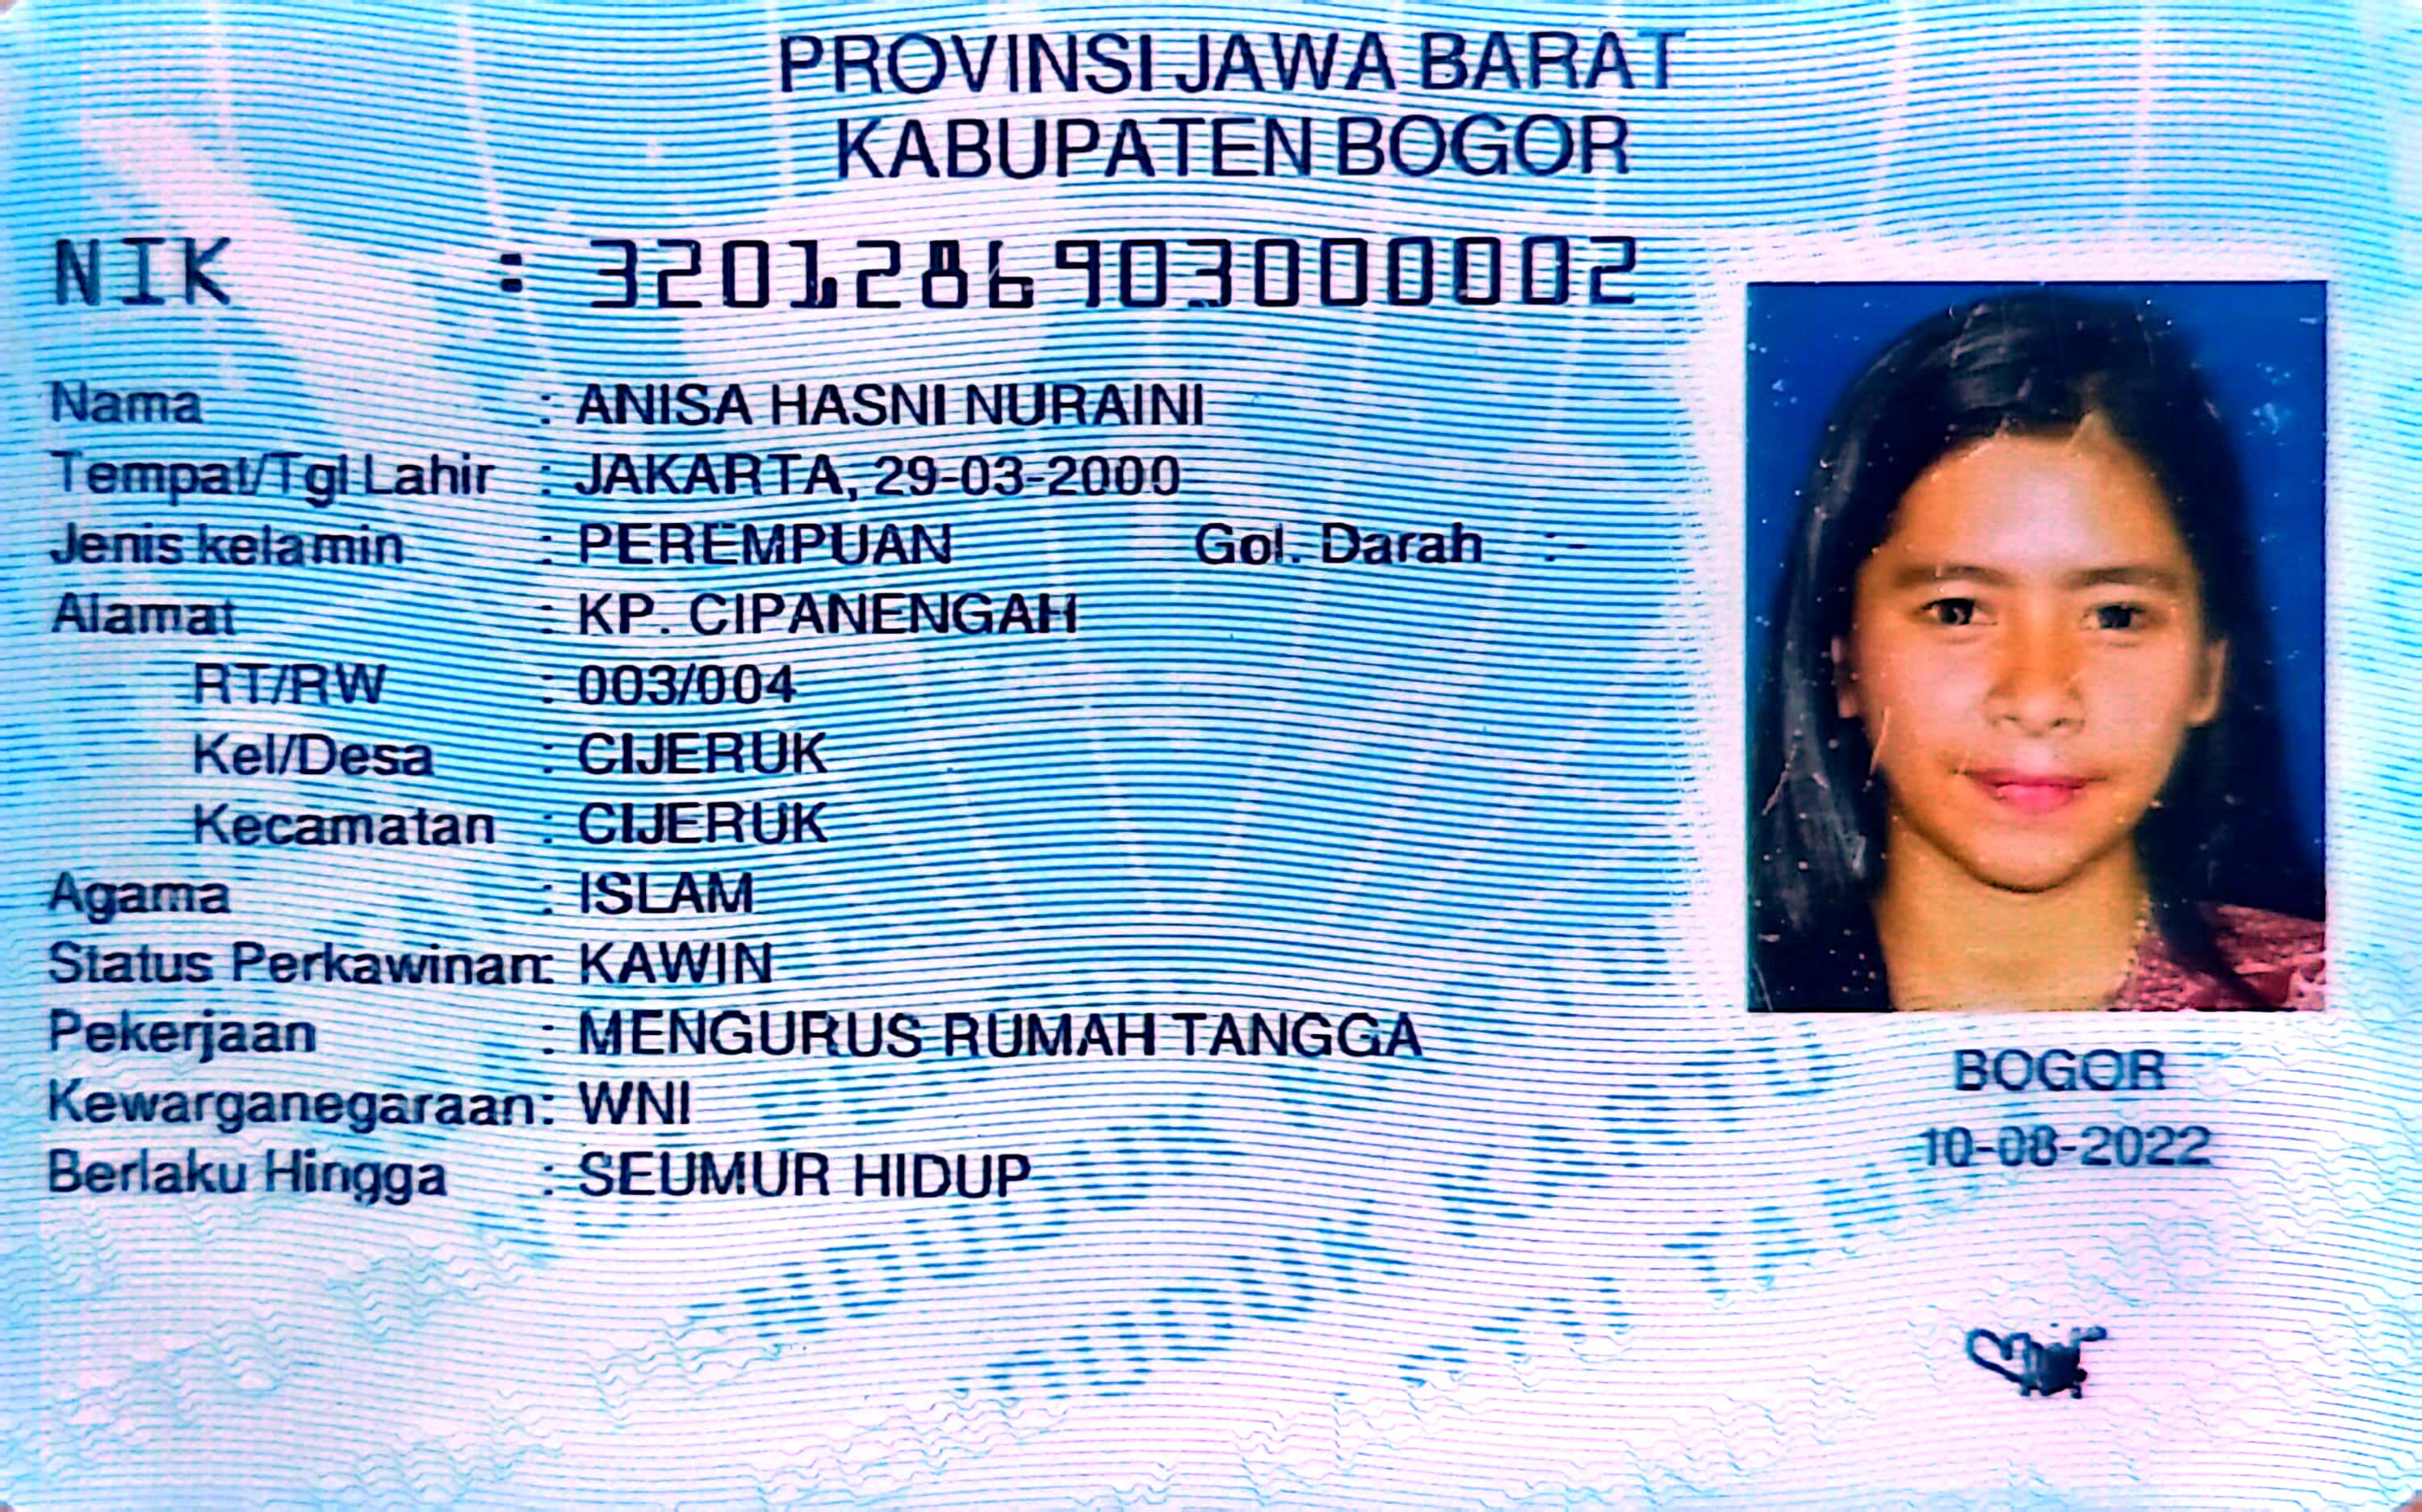 PROVINSI JAWA BARAT
KABUPATEN BOGOR
NIK : 3201286903000002
Nama : ANISA HASNI NURAINI
Tempat/Tgl Lahir : JAKARTA, 29-03-2000
Jenis kelamin : PEREMPUAN Gol. Darah :-
Alamat : KP. CIPANENGAH
RT/RW : 003/004
Kel/Desa : CIJERUK
Kecamatan : CIJERUK
Agama : ISLAM
Status Perkawinan: KAWIN
Pekerjaan : MENGURUS RUMAH TANGGA
Kewarganegaraan: WNI
Berlaku Hingga : SEUMUR HIDUP
BOGOR
10-08-2022